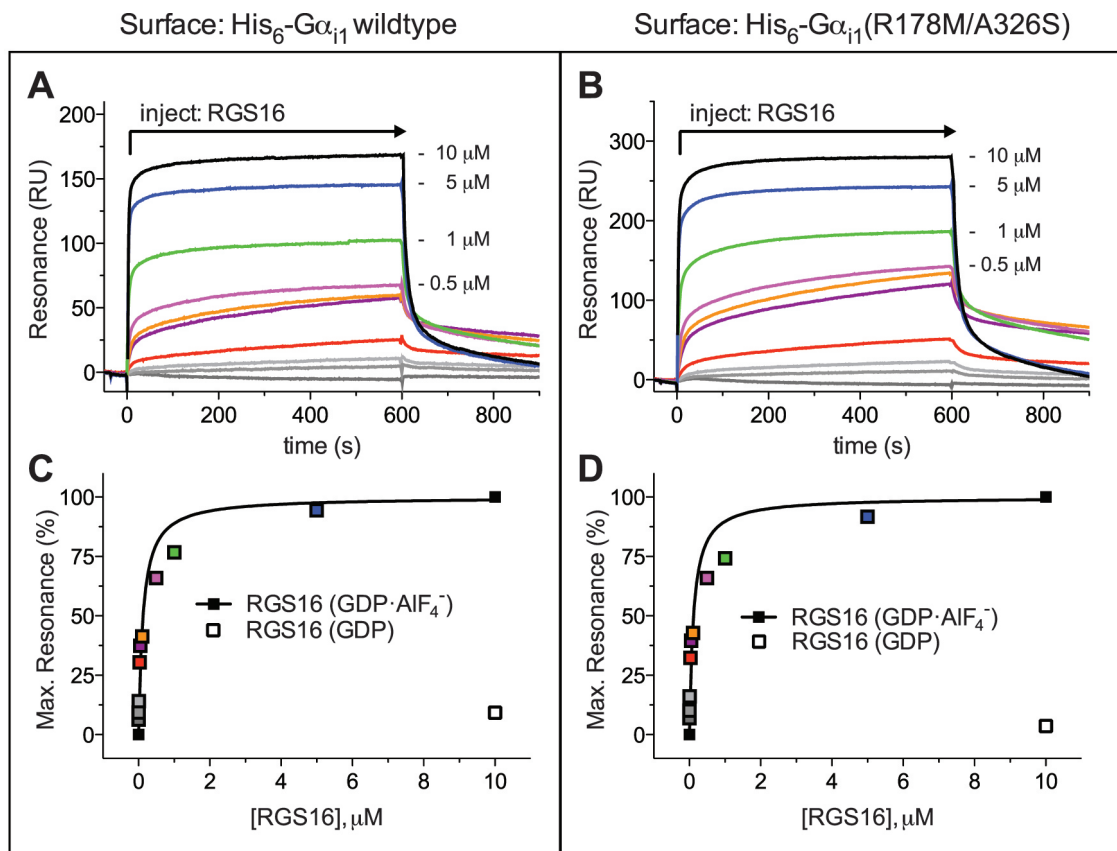 Surface: His₆-Gαᵢ₁ wildtype
Surface: His₆-Gαᵢ₁(R178M/A326S)
A
inject: RGS16
200
150
100
50
0
Resonance (RU)
- 10 μM
- 5 μM
- 1 μM
- 0.5 μM
0 200 400 600 800
time (s)
B
inject: RGS16
300
200
100
0
Resonance (RU)
- 10 μM
- 5 μM
- 1 μM
- 0.5 μM
0 200 400 600 800
time (s)
C
100
75
50
25
0
Max. Resonance (%)
RGS16 (GDP·AlF₄⁻)
RGS16 (GDP)
0 2 4 6 8 10
[RGS16], μM
D
100
75
50
25
0
Max. Resonance (%)
RGS16 (GDP·AlF₄⁻)
RGS16 (GDP)
0 2 4 6 8 10
[RGS16], μM